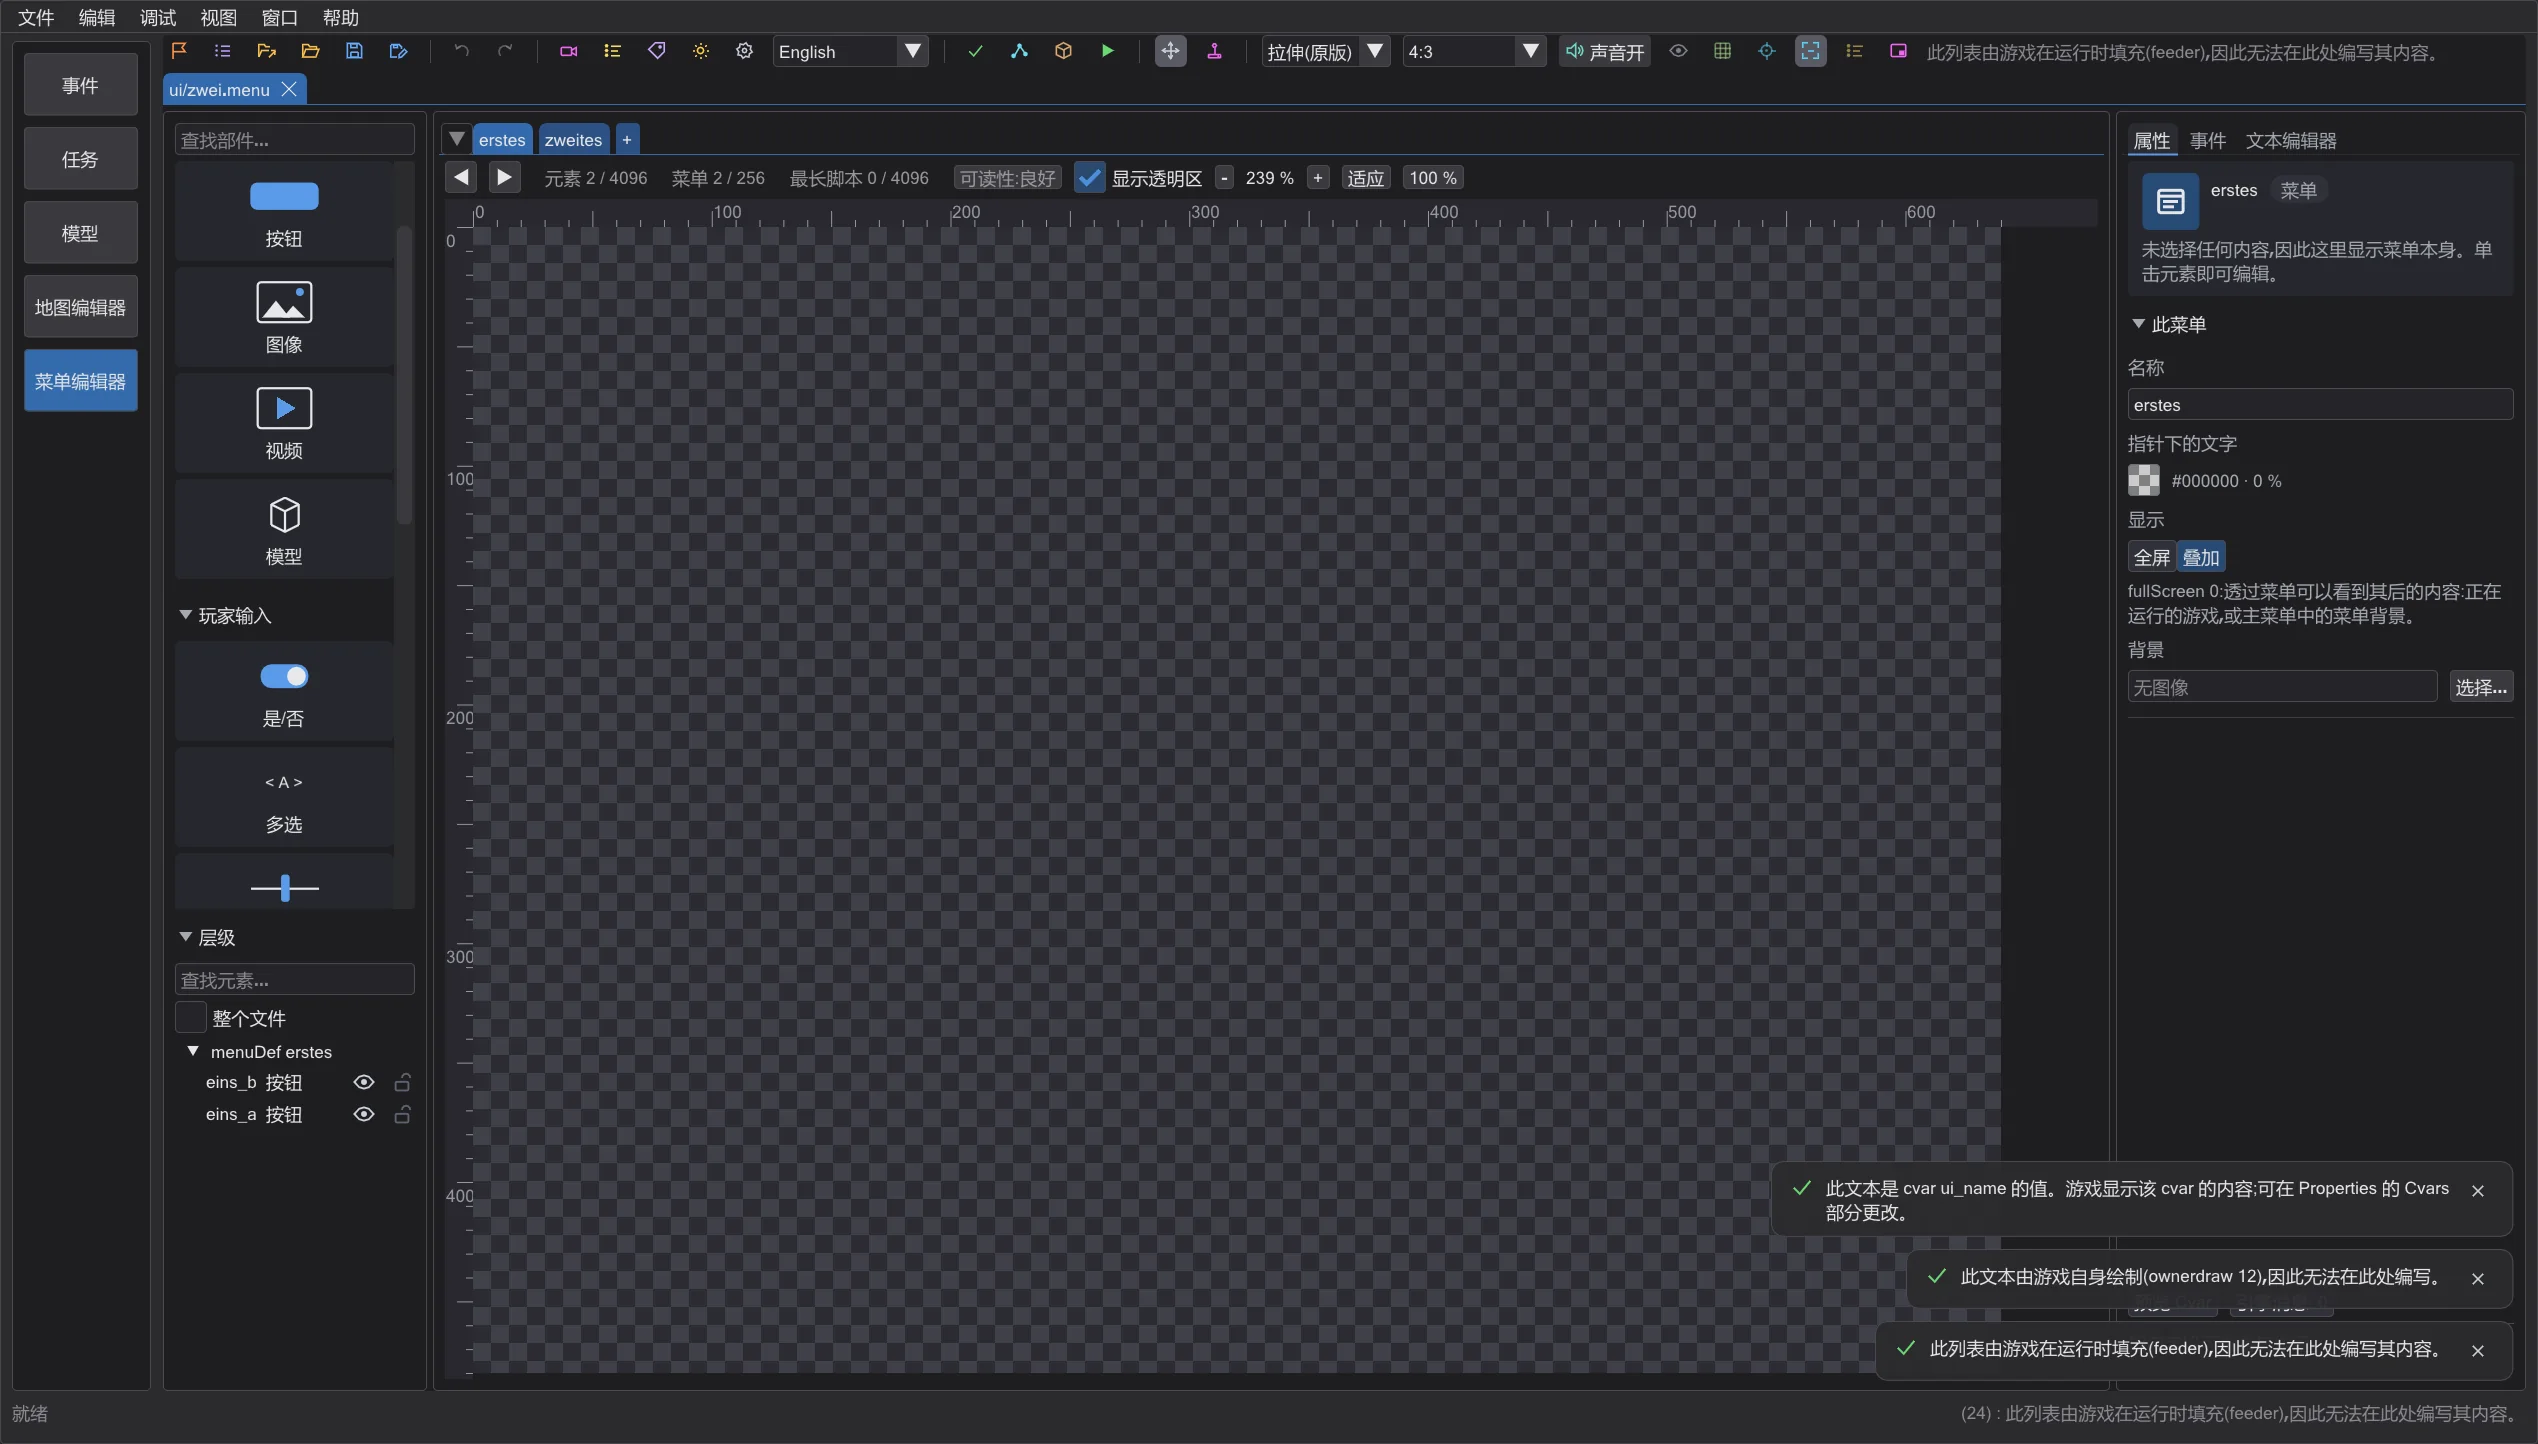 文件 编辑 调试 视图 窗口 帮助
English 拉伸(原版) 4:3 声音开 此列表由游戏在运行时填充(feeder),因此无法在此处编写其内容。
事件
任务
模型
地图编辑器
菜单编辑器
ui/zwei.menu
查找部件...
按钮
图像
视频
模型
玩家输入
是/否
< A >
多选
层级
查找元素...
整个文件
menuDef erstes
eins_b 按钮
eins_a 按钮
erstes zweites +
元素 2 / 4096 菜单 2 / 256 最长脚本 0 / 4096 可读性:良好 显示透明区 - 239 % + 适应 100 %
0 100 200 300 400 500 600
0
100
200
300
400
属性 事件 文本编辑器
erstes 菜单
未选择任何内容,因此这里显示菜单本身。单
击元素即可编辑。
此菜单
名称
erstes
指针下的文字
#000000 · 0 %
显示
全屏 叠加
fullScreen 0:透过菜单可以看到其后的内容:正在
运行的游戏,或主菜单中的菜单背景。
背景
无图像 选择...
此文本是 cvar ui_name 的值。游戏显示该 cvar 的内容;可在 Properties 的 Cvars
部分更改。
此文本由游戏自身绘制(ownerdraw 12),因此无法在此处编写。
此列表由游戏在运行时填充(feeder),因此无法在此处编写其内容。
就绪 (24) : 此列表由游戏在运行时填充(feeder),因此无法在此处编写其内容。